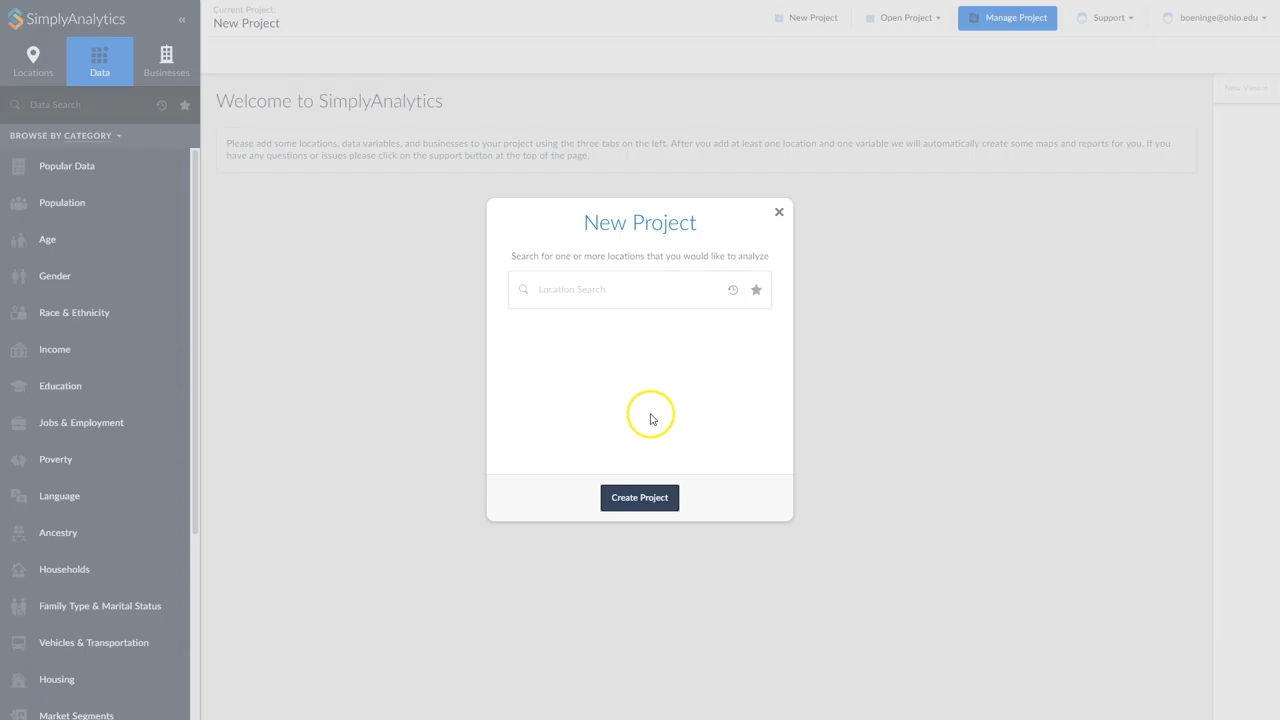 SimplyAnalytics «
Current Project:
New Project
New Project
Open Project
Manage Project
Support
boeninge@ohio.edu
Locations
Data
Businesses
Data Search
BROWSE BY CATEGORY
Popular Data
Population
Age
Gender
Race & Ethnicity
Income
Education
Jobs & Employment
Poverty
Language
Ancestry
Households
Family Type & Marital Status
Vehicles & Transportation
Housing
Market Segments
Welcome to SimplyAnalytics
New View
Please add some locations, data variables, and businesses to your project using the three tabs on the left. After you add at least one location and one variable we will automatically create some maps and reports for you. If you
have any questions or issues please click on the support button at the top of the page.
New Project
Search for one or more locations that you would like to analyze
Location Search
Create Project